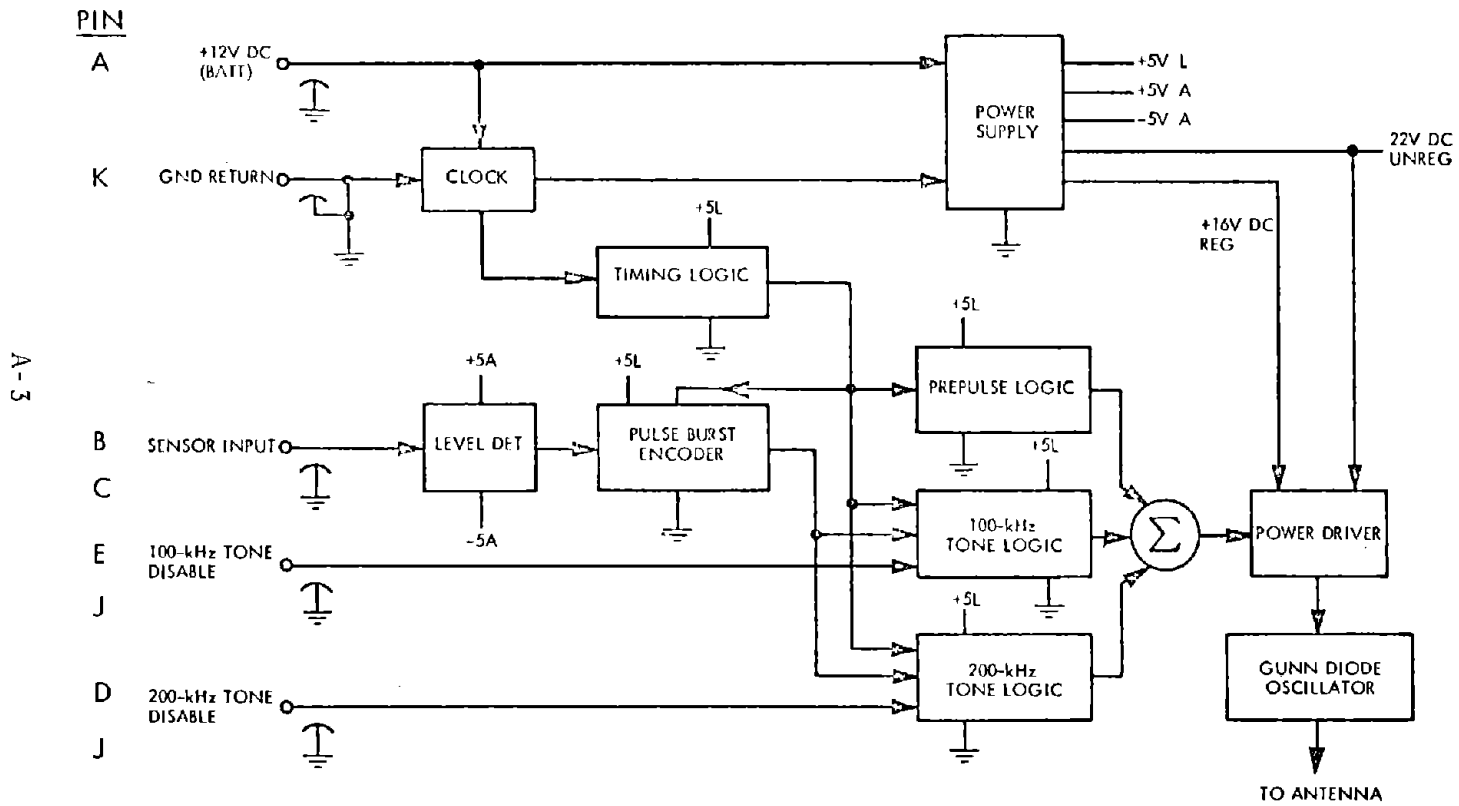 PIN
A
+12V DC
(BATT)
POWER
SUPPLY
+5V L
+5V A
-5V A
22V DC
UNREG
K
GND RETURN
CLOCK
+16V DC
REG
+5L
TIMING LOGIC
A-3
+5A
+5L
+5L
PREPULSE LOGIC
B
SENSOR INPUT
LEVEL DET
PULSE BURST
ENCODER
C
-5A
+5L
100-kHz
TONE LOGIC
Σ
POWER DRIVER
E
100-kHz TONE
DISABLE
J
+5L
200-kHz
TONE LOGIC
GUNN DIODE
OSCILLATOR
D
200-kHz TONE
DISABLE
J
TO ANTENNA